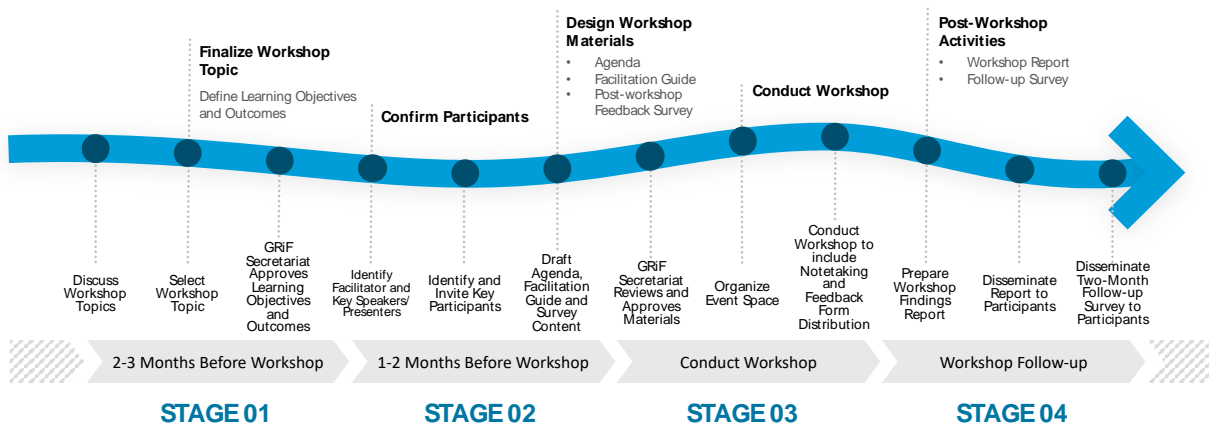 Finalize Workshop
Topic
Define Learning Objectives
and Outcomes
Confirm Participants
Design Workshop
Materials
• Agenda
• Facilitation Guide
• Post-workshop
Feedback Survey
Conduct Workshop
Post-Workshop
Activities
• Workshop Report
• Follow-up Survey
Discuss
Workshop
Topics
Select
Workshop
Topic
GRiF
Secretariat
Approves
Learning
Objectives
and
Outcomes
Identify
Facilitator and
Key Speakers/
Presenters
Identify and
Invite Key
Participants
Draft
Agenda,
Facilitation
Guide and
Survey
Content
GRiF
Secretariat
Reviews and
Approves
Materials
Organize
Event Space
Conduct
Workshop to
include
Notetaking
and
Feedback
Form
Distribution
Prepare
Workshop
Findings
Report
Disseminate
Report to
Participants
Disseminate
Two-Month
Follow-up
Survey to
Participants
2-3 Months Before Workshop
1-2 Months Before Workshop
Conduct Workshop
Workshop Follow-up
STAGE 01
STAGE 02
STAGE 03
STAGE 04